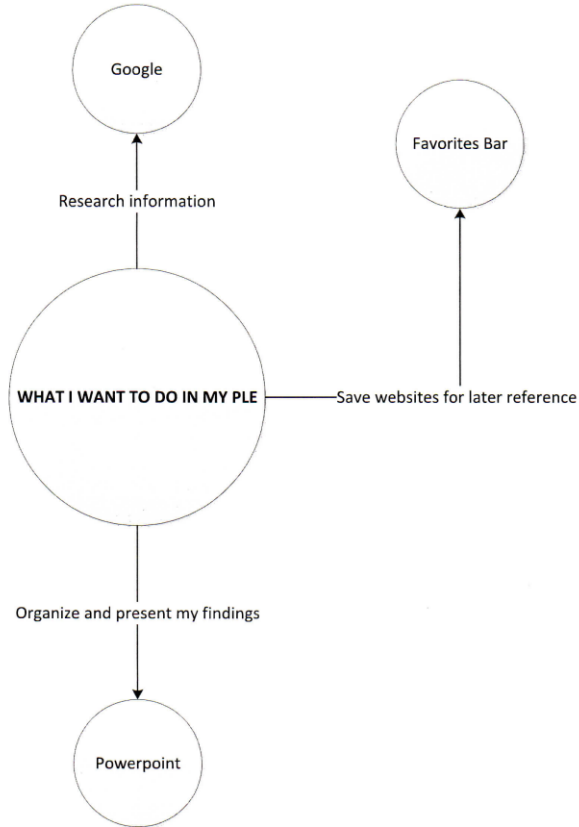 Google
Favorites Bar
Research information
WHAT I WANT TO DO IN MY PLE
Save websites for later reference
Organize and present my findings
Powerpoint